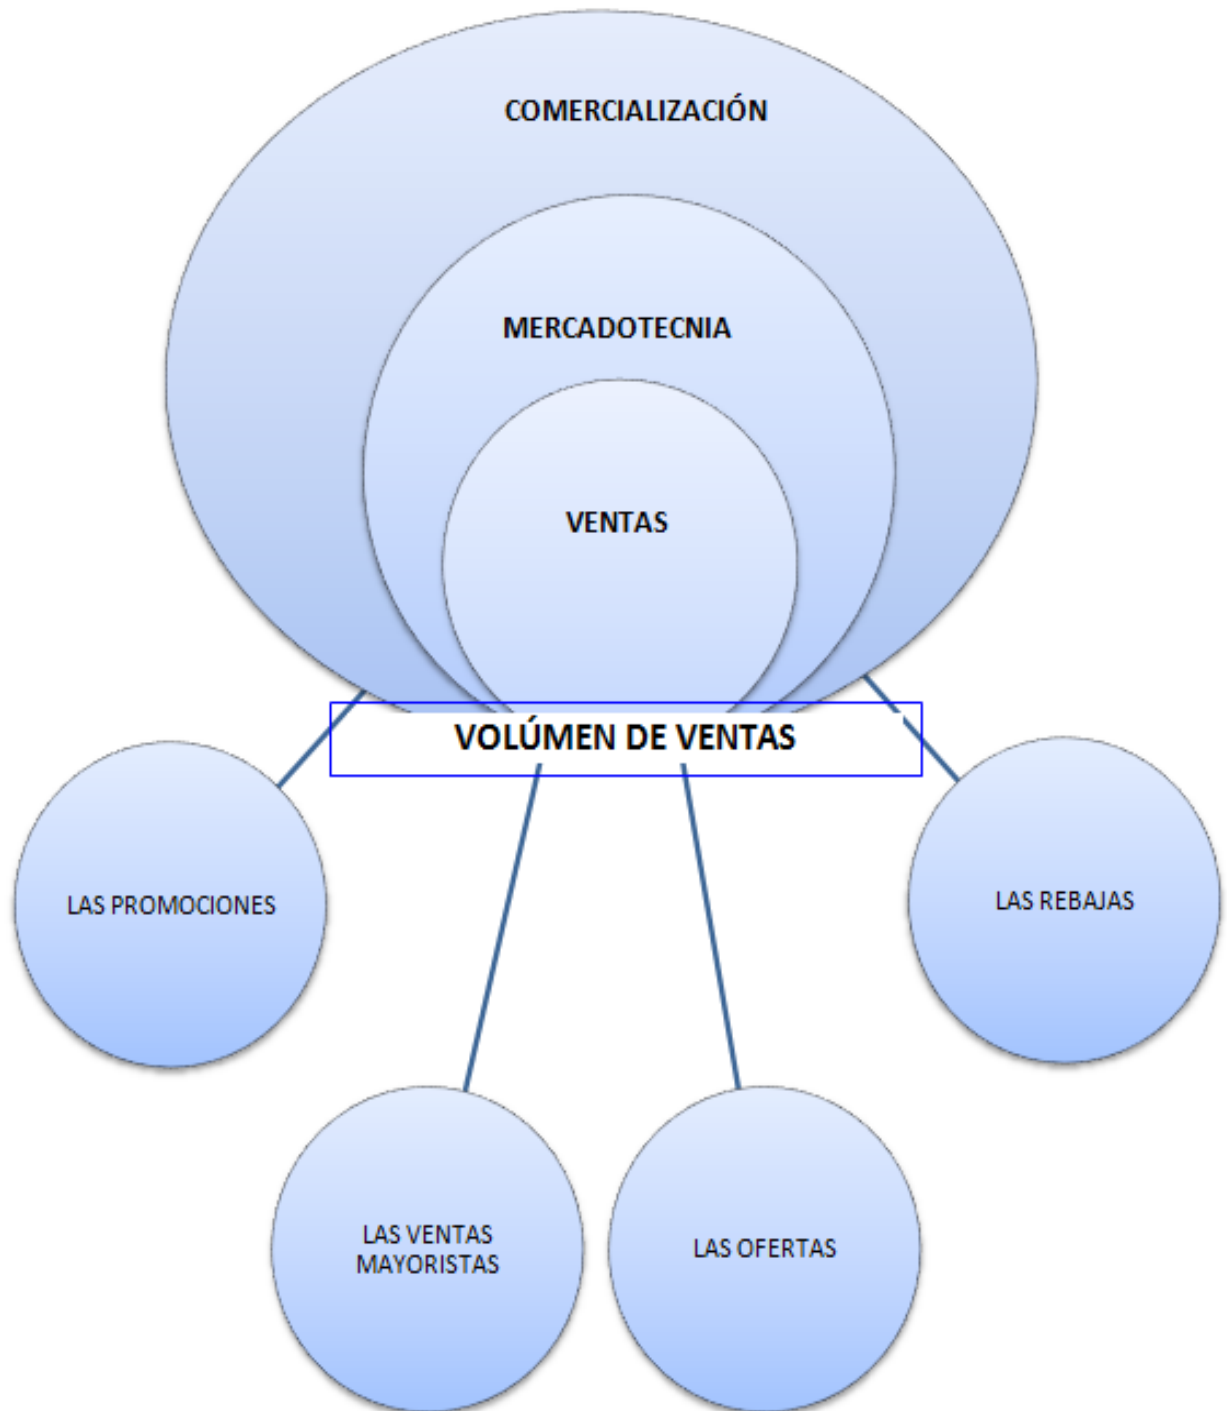 COMERCIALIZACIÓN
MERCADOTECNIA
VENTAS
VOLÚMEN DE VENTAS
LAS PROMOCIONES
LAS REBAJAS
LAS VENTAS
MAYORISTAS
LAS OFERTAS